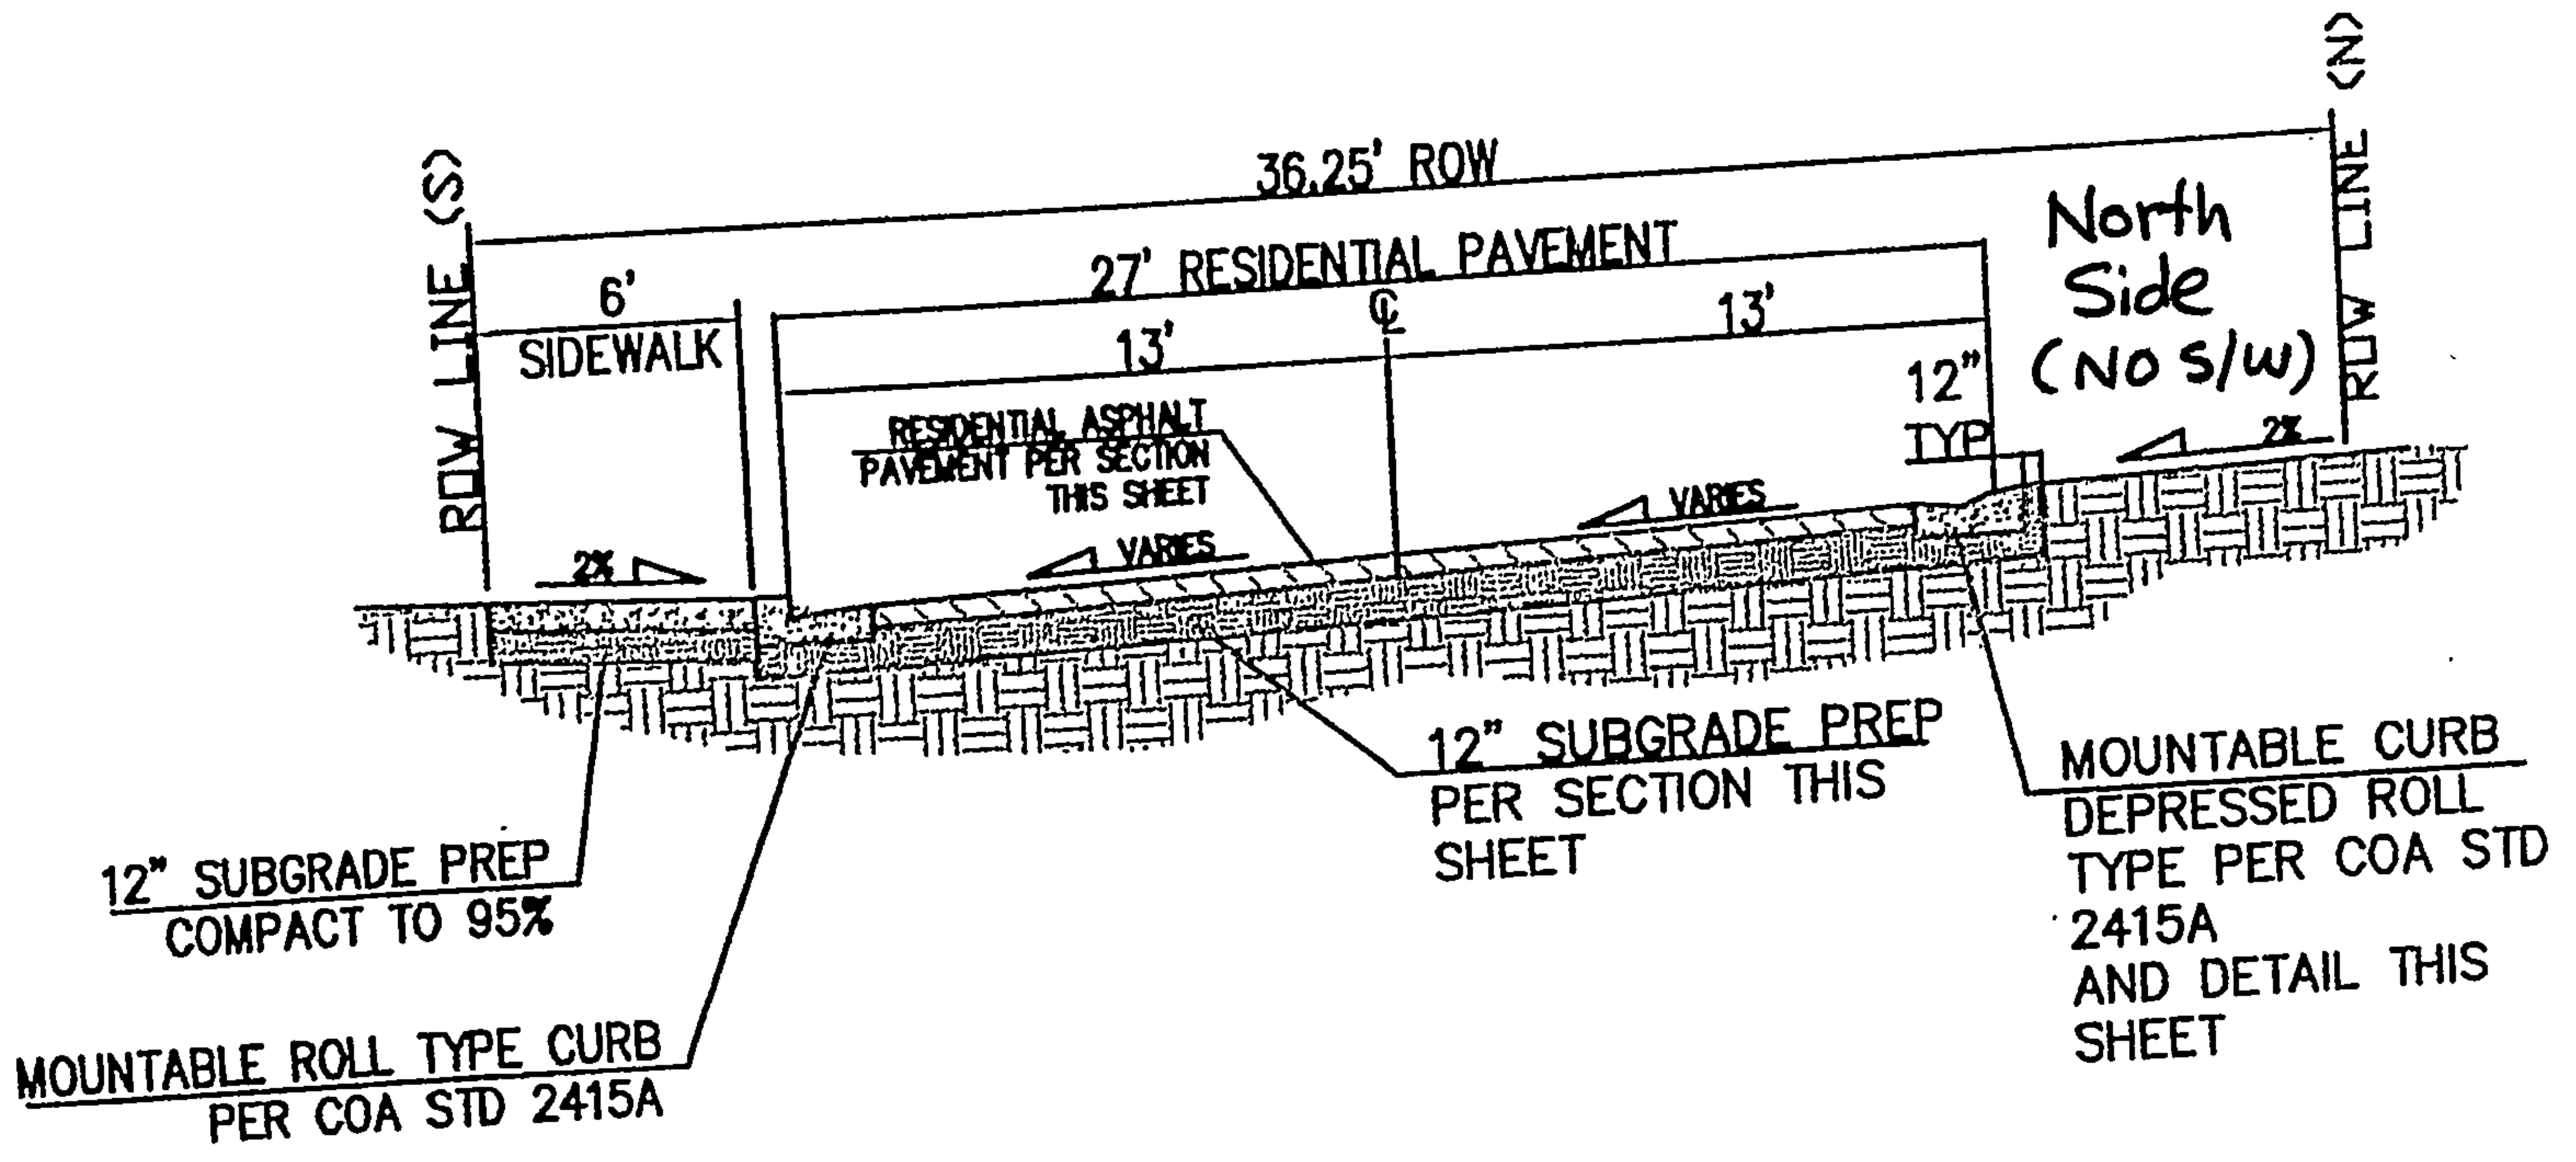 ROW LINE (S)
36.25' ROW
ROW LINE (N)
North
Side
(NO S/W)
27' RESIDENTIAL PAVEMENT
6'
SIDEWALK
13'
℄
13'
12"
TYP
RESIDENTIAL ASPHALT
PAVEMENT PER SECTION
THIS SHEET
2%
VARIES
VARIES
2%
12" SUBGRADE PREP
COMPACT TO 95%
MOUNTABLE ROLL TYPE CURB
PER COA STD 2415A
12" SUBGRADE PREP
PER SECTION THIS
SHEET
MOUNTABLE CURB
DEPRESSED ROLL
TYPE PER COA STD
2415A
AND DETAIL THIS
SHEET